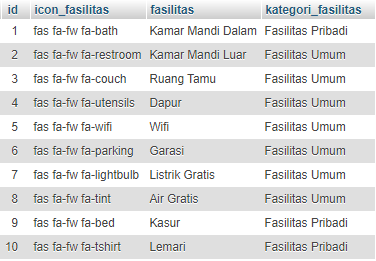 id icon_fasilitas fasilitas kategori_fasilitas
1 fas fa-fw fa-bath Kamar Mandi Dalam Fasilitas Pribadi
2 fas fa-fw fa-restroom Kamar Mandi Luar Fasilitas Umum
3 fas fa-fw fa-couch Ruang Tamu Fasilitas Umum
4 fas fa-fw fa-utensils Dapur Fasilitas Umum
5 fas fa-fw fa-wifi Wifi Fasilitas Umum
6 fas fa-fw fa-parking Garasi Fasilitas Umum
7 fas fa-fw fa-lightbulb Listrik Gratis Fasilitas Umum
8 fas fa-fw fa-tint Air Gratis Fasilitas Umum
9 fas fa-fw fa-bed Kasur Fasilitas Pribadi
10 fas fa-fw fa-tshirt Lemari Fasilitas Pribadi